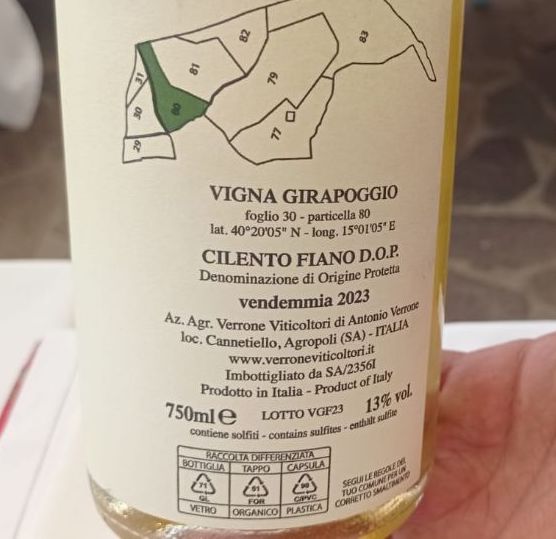 82
83
81
79
31
80
30
77
29
VIGNA GIRAPOGGIO
foglio 30 - particella 80
lat. 40°20'05" N - long. 15°01'05" E
CILENTO FIANO D.O.P.
Denominazione di Origine Protetta
vendemmia 2023
Az. Agr. Verrone Viticoltori di Antonio Verrone
loc. Cannetiello, Agropoli (SA) - ITALIA
www.verroneviticoltori.it
Imbottigliato da SA/2356I
Prodotto in Italia - Product of Italy
750ml e LOTTO VGF23 13% vol.
contiene solfiti - contains sulfites - enthält sulfite
RACCOLTA DIFFERENZIATA
BOTTIGLIA TAPPO CAPSULA
71 51 90
GL FOR C/PVC
VETRO ORGANICO PLASTICA
SEGUI LE REGOLE DEL
TUO COMUNE PER UN
CORRETTO SMALTIMENTO